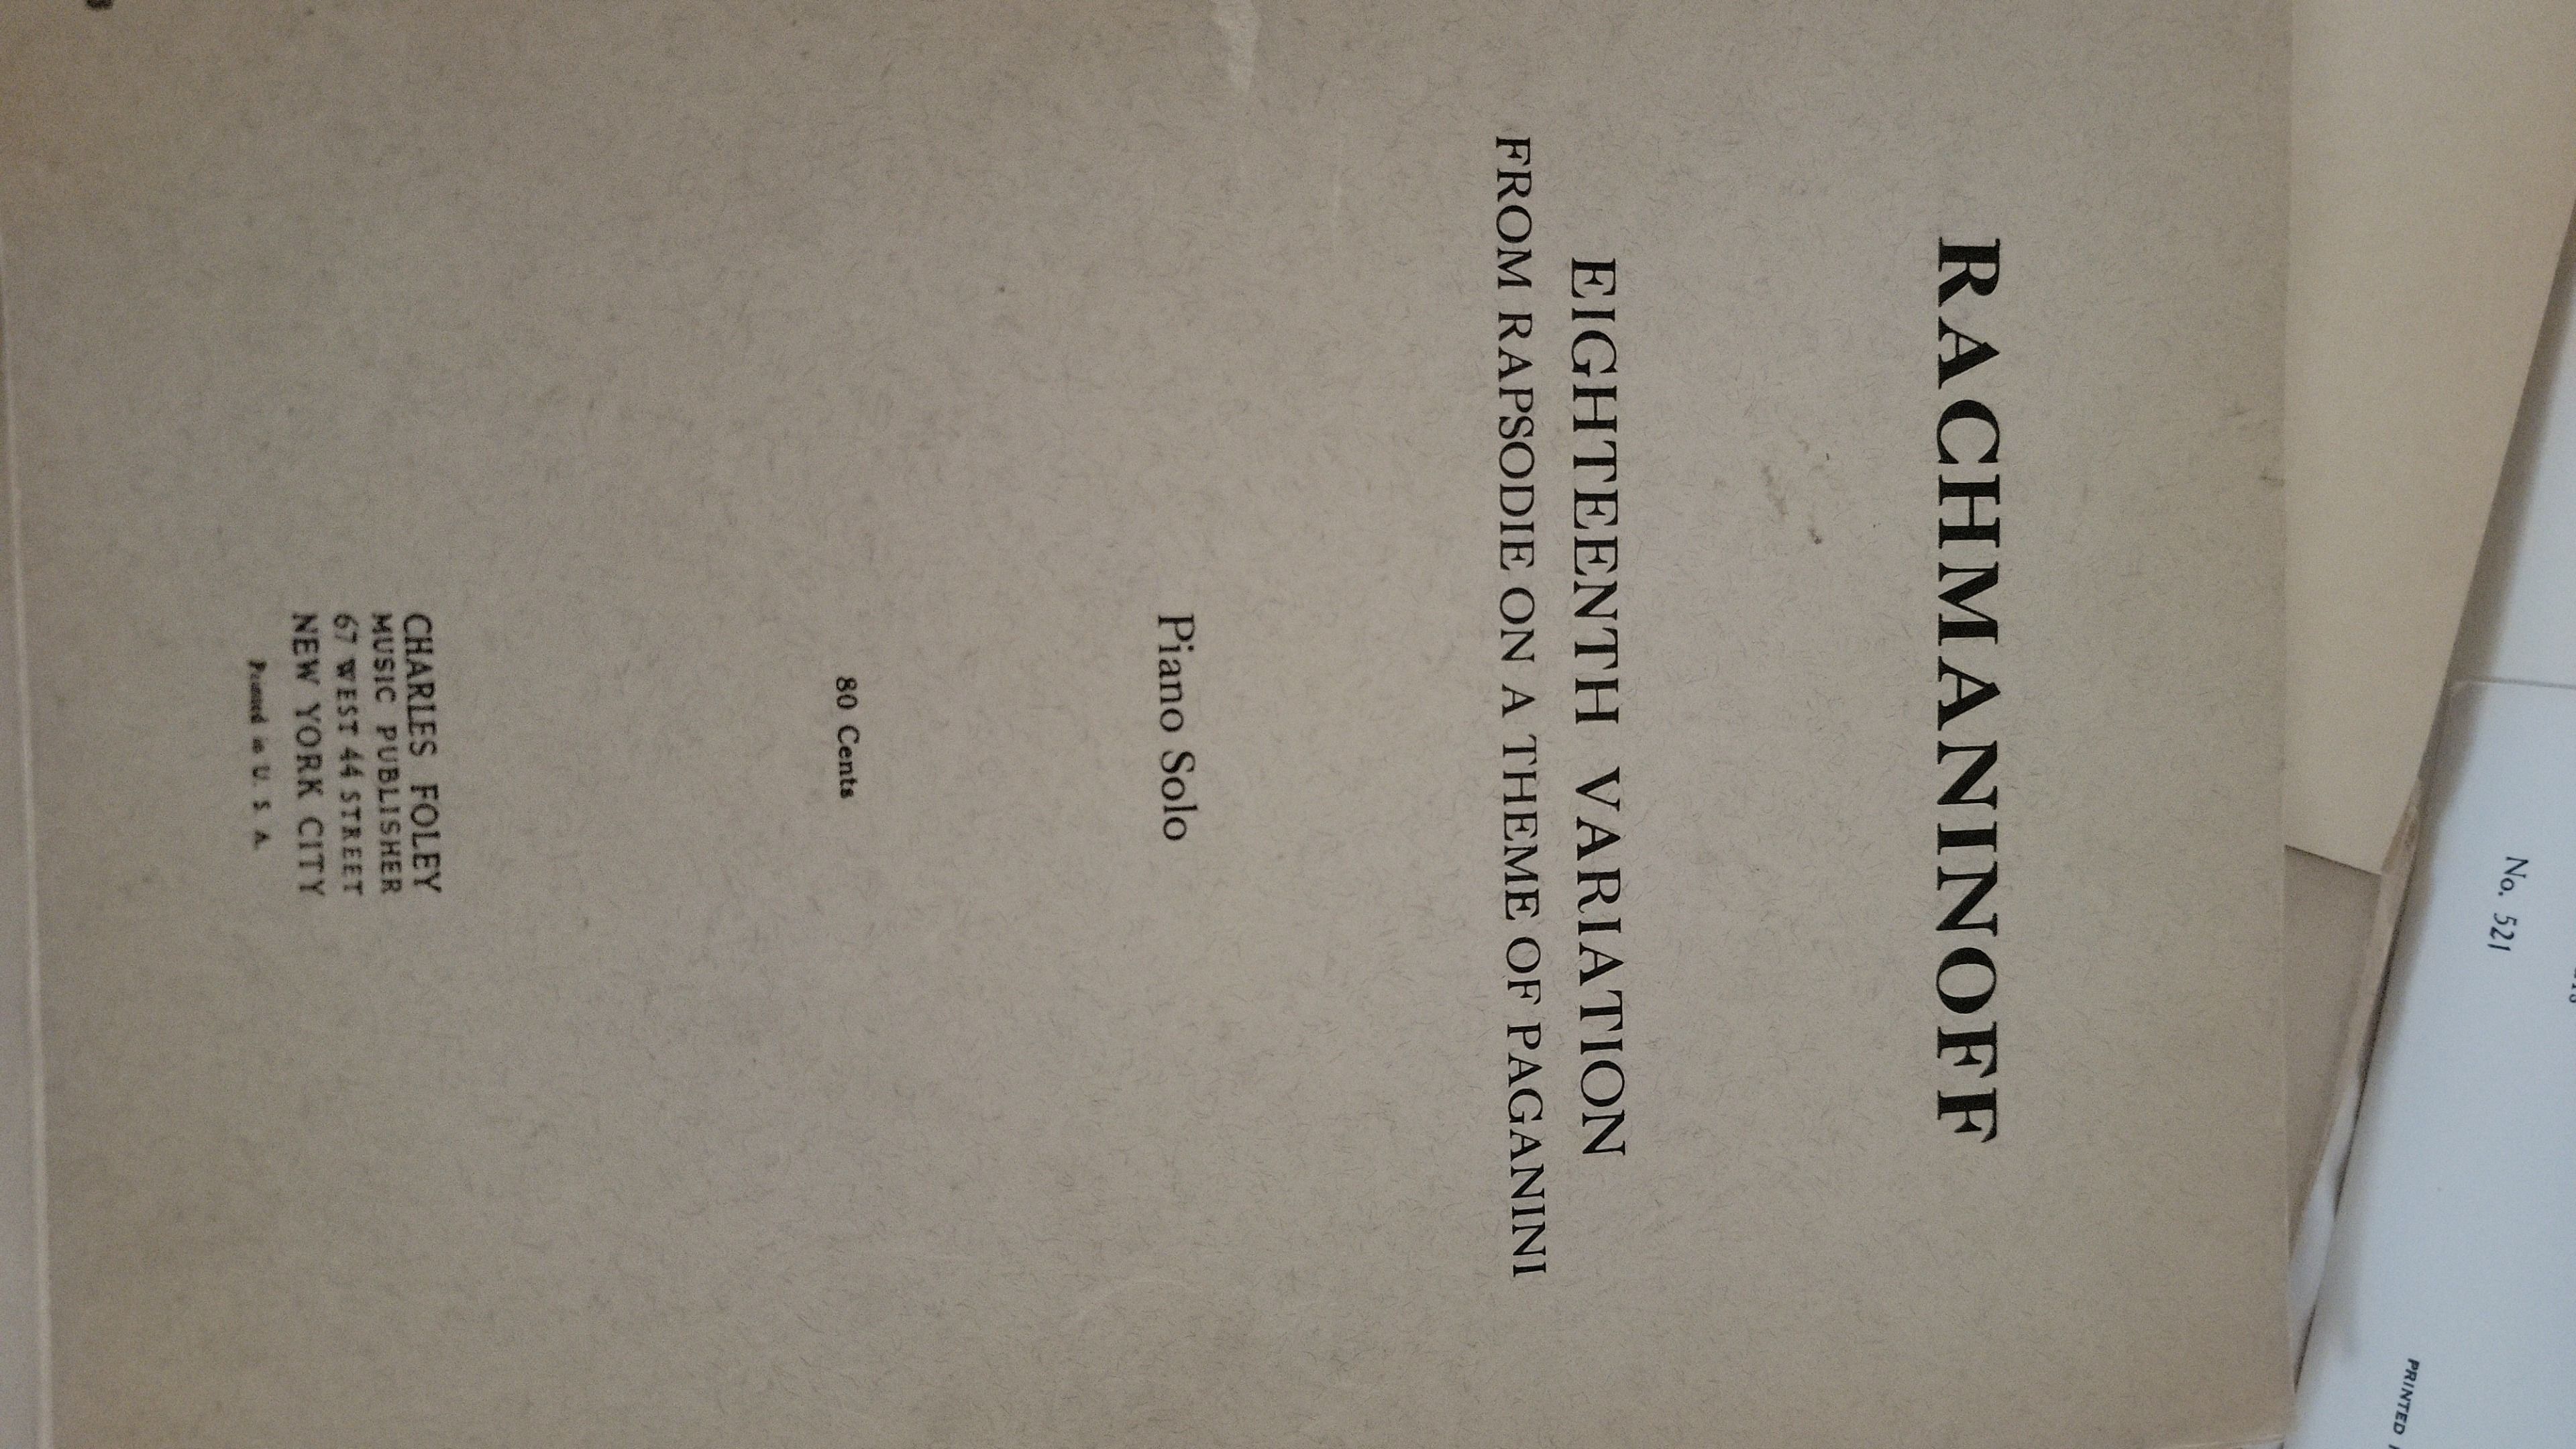 RACHMANINOFF
EIGHTEENTH VARIATION
FROM RAPSODIE ON A THEME OF PAGANINI
Piano Solo
80 Cents
CHARLES FOLEY
MUSIC PUBLISHER
67 WEST 44 STREET
NEW YORK CITY
Printed in U. S. A.
No. 521
PRINTED